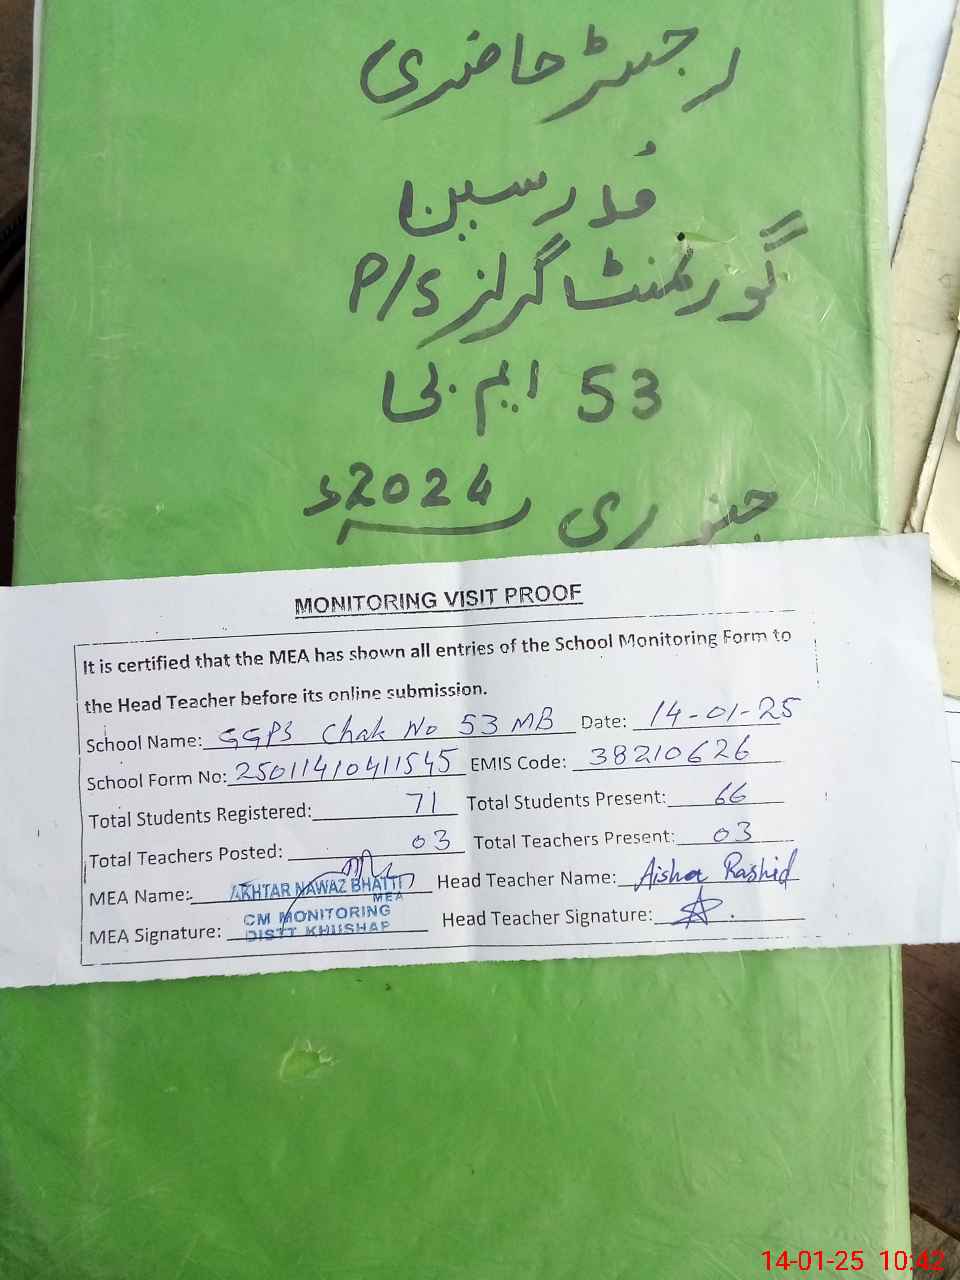 رجسٹر حاضری
مدرسین
گورنمنٹ گرلز P/S
53 ایم بی
جنوری 2024ء
MONITORING VISIT PROOF
It is certified that the MEA has shown all entries of the School Monitoring Form to
the Head Teacher before its online submission.
School Name: GGPS Chak No 53 MB Date: 14-01-25
School Form No: 25011410411545 EMIS Code: 38210626
Total Students Registered: 71 Total Students Present: 66
Total Teachers Posted: 03 Total Teachers Present: 03
MEA Name: AKHTAR NAWAZ BHATTI Head Teacher Name: Aisha Rashid
MEA
CM MONITORING
MEA Signature: DISTT KHUSHAP Head Teacher Signature:
14-01-25 10:42